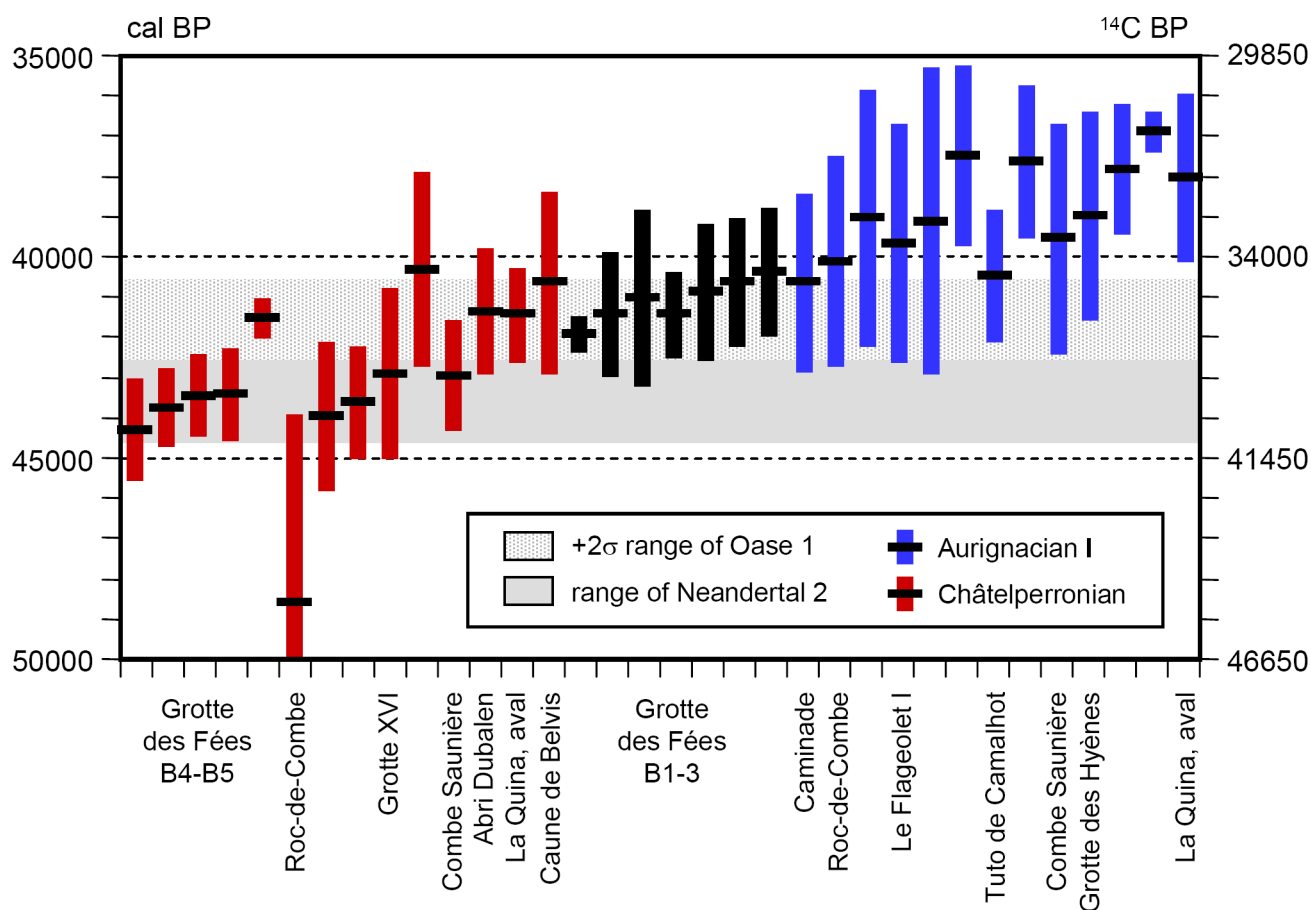 cal BP
¹⁴C BP
35000
29850
40000
34000
45000
41450
50000
46650
+2σ range of Oase 1
range of Neandertal 2
Aurignacian I
Châtelperronian
Grotte
des Fées
B4-B5
Roc-de-Combe
Grotte XVI
Combe Saunière
Abri Dubalen
La Quina, aval
Caune de Belvis
Grotte
des Fées
B1-3
Caminade
Roc-de-Combe
Le Flageolet I
Tuto de Camalhot
Combe Saunière
Grotte des Hyènes
La Quina, aval